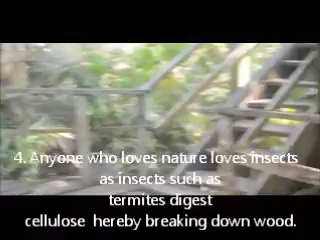 4. Anyone who loves nature loves insects
as insects such as
termites digest
cellulose  hereby breaking down wood.